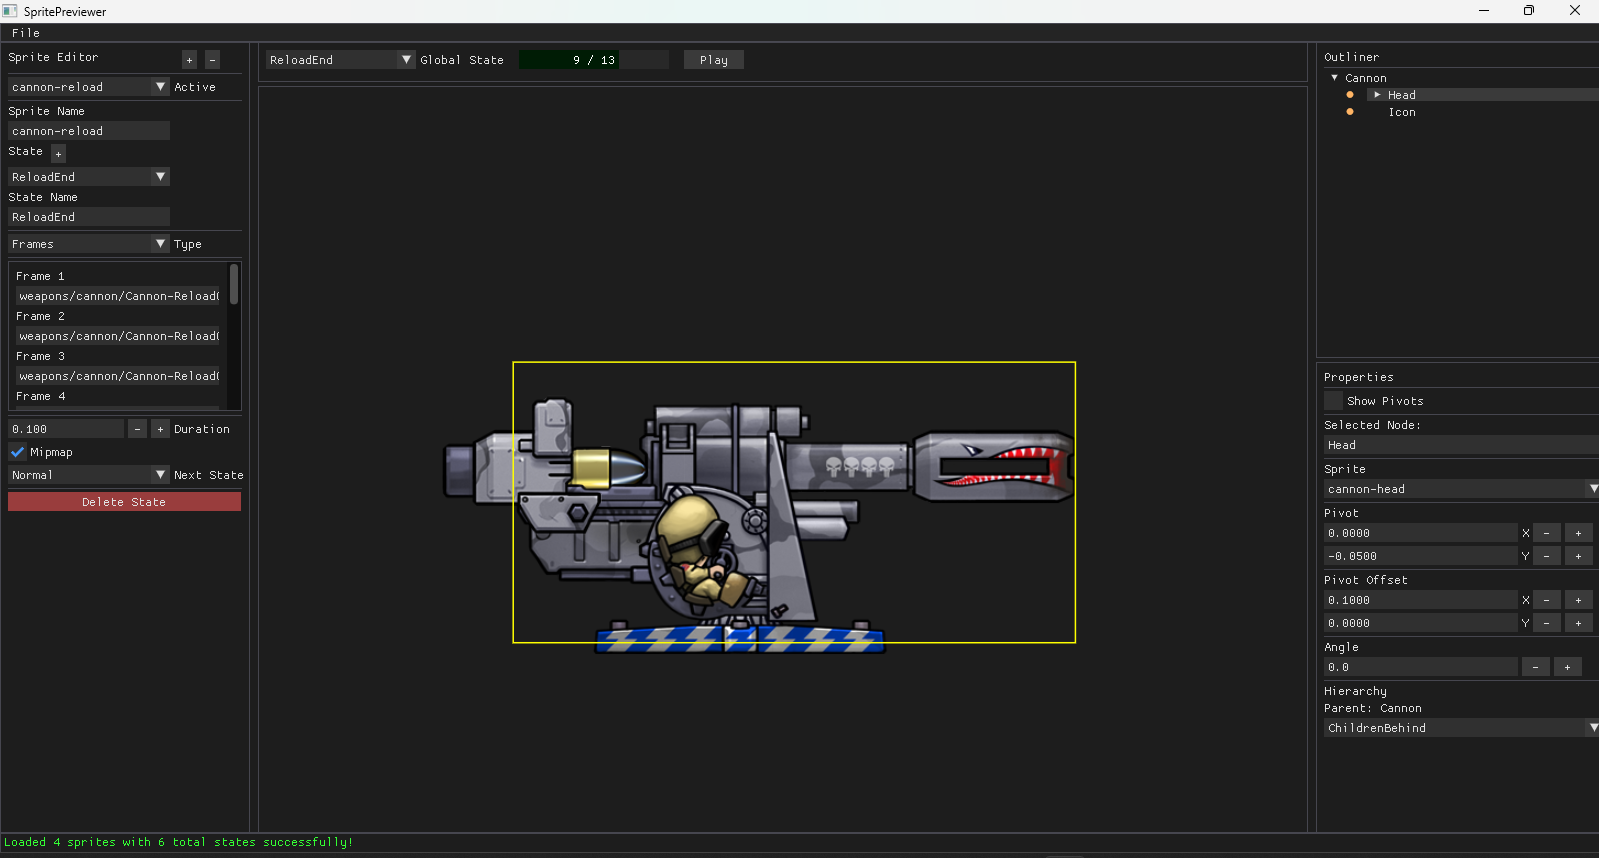 SpritePreviewer
File
Sprite Editor + -
cannon-reload Active
Sprite Name
cannon-reload
State +
ReloadEnd
State Name
ReloadEnd
Frames Type
Frame 1
weapons/cannon/Cannon-Reload
Frame 2
weapons/cannon/Cannon-Reload
Frame 3
weapons/cannon/Cannon-Reload
Frame 4
0.100 - + Duration
Mipmap
Normal Next State
Delete State
ReloadEnd Global State 9 / 13 Play
Outliner
Cannon
Head
Icon
Properties
Show Pivots
Selected Node:
Head
Sprite
cannon-head
Pivot
0.0000 X - +
-0.0500 Y - +
Pivot Offset
0.1000 X - +
0.0000 Y - +
Angle
0.0 - +
Hierarchy
Parent: Cannon
ChildrenBehind
Loaded 4 sprites with 6 total states successfully!